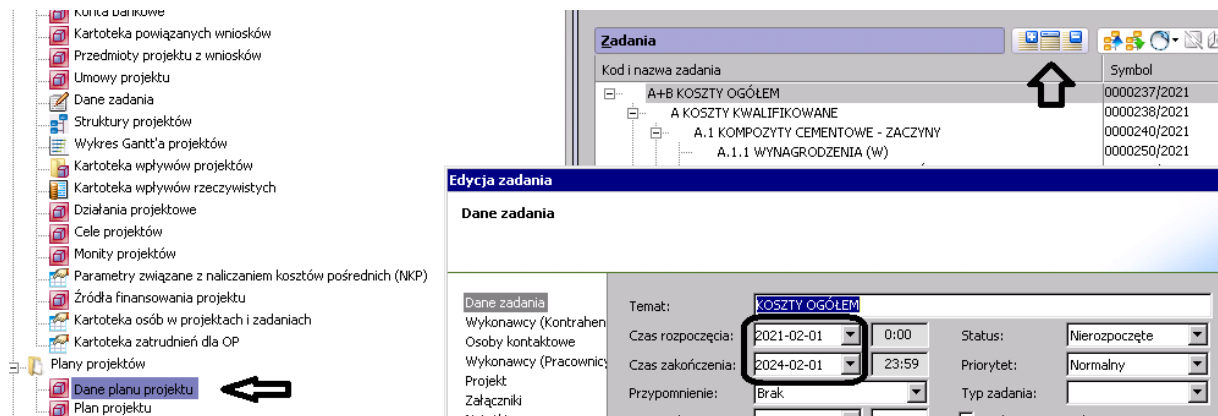 Konta bankowe
Kartoteka powiązanych wniosków
Przedmioty projektu z wniosków
Umowy projektu
Dane zadania
Struktury projektów
Wykres Gantt'a projektów
Kartoteka wpływów projektów
Kartoteka wpływów rzeczywistych
Działania projektowe
Cele projektów
Monity projektów
Parametry związane z naliczaniem kosztów pośrednich (NKP)
Źródła finansowania projektu
Kartoteka osób w projektach i zadaniach
Kartoteka zatrudnień dla OP
Plany projektów
Dane planu projektu
Plan projektu
Zadania
Kod i nazwa zadania Symbol
A+B KOSZTY OGÓŁEM 0000237/2021
A KOSZTY KWALIFIKOWANE 0000238/2021
A.1 KOMPOZYTY CEMENTOWE - ZACZYNY 0000240/2021
A.1.1 WYNAGRODZENIA (W) 0000250/2021
Edycja zadania
Dane zadania
Dane zadania
Wykonawcy (Kontrahen
Osoby kontaktowe
Wykonawcy (Pracownicy
Projekt
Załączniki
Temat: KOSZTY OGÓŁEM
Czas rozpoczęcia: 2021-02-01 0:00 Status: Nierozpoczęte
Czas zakończenia: 2024-02-01 23:59 Priorytet: Normalny
Przypomnienie: Brak Typ zadania: